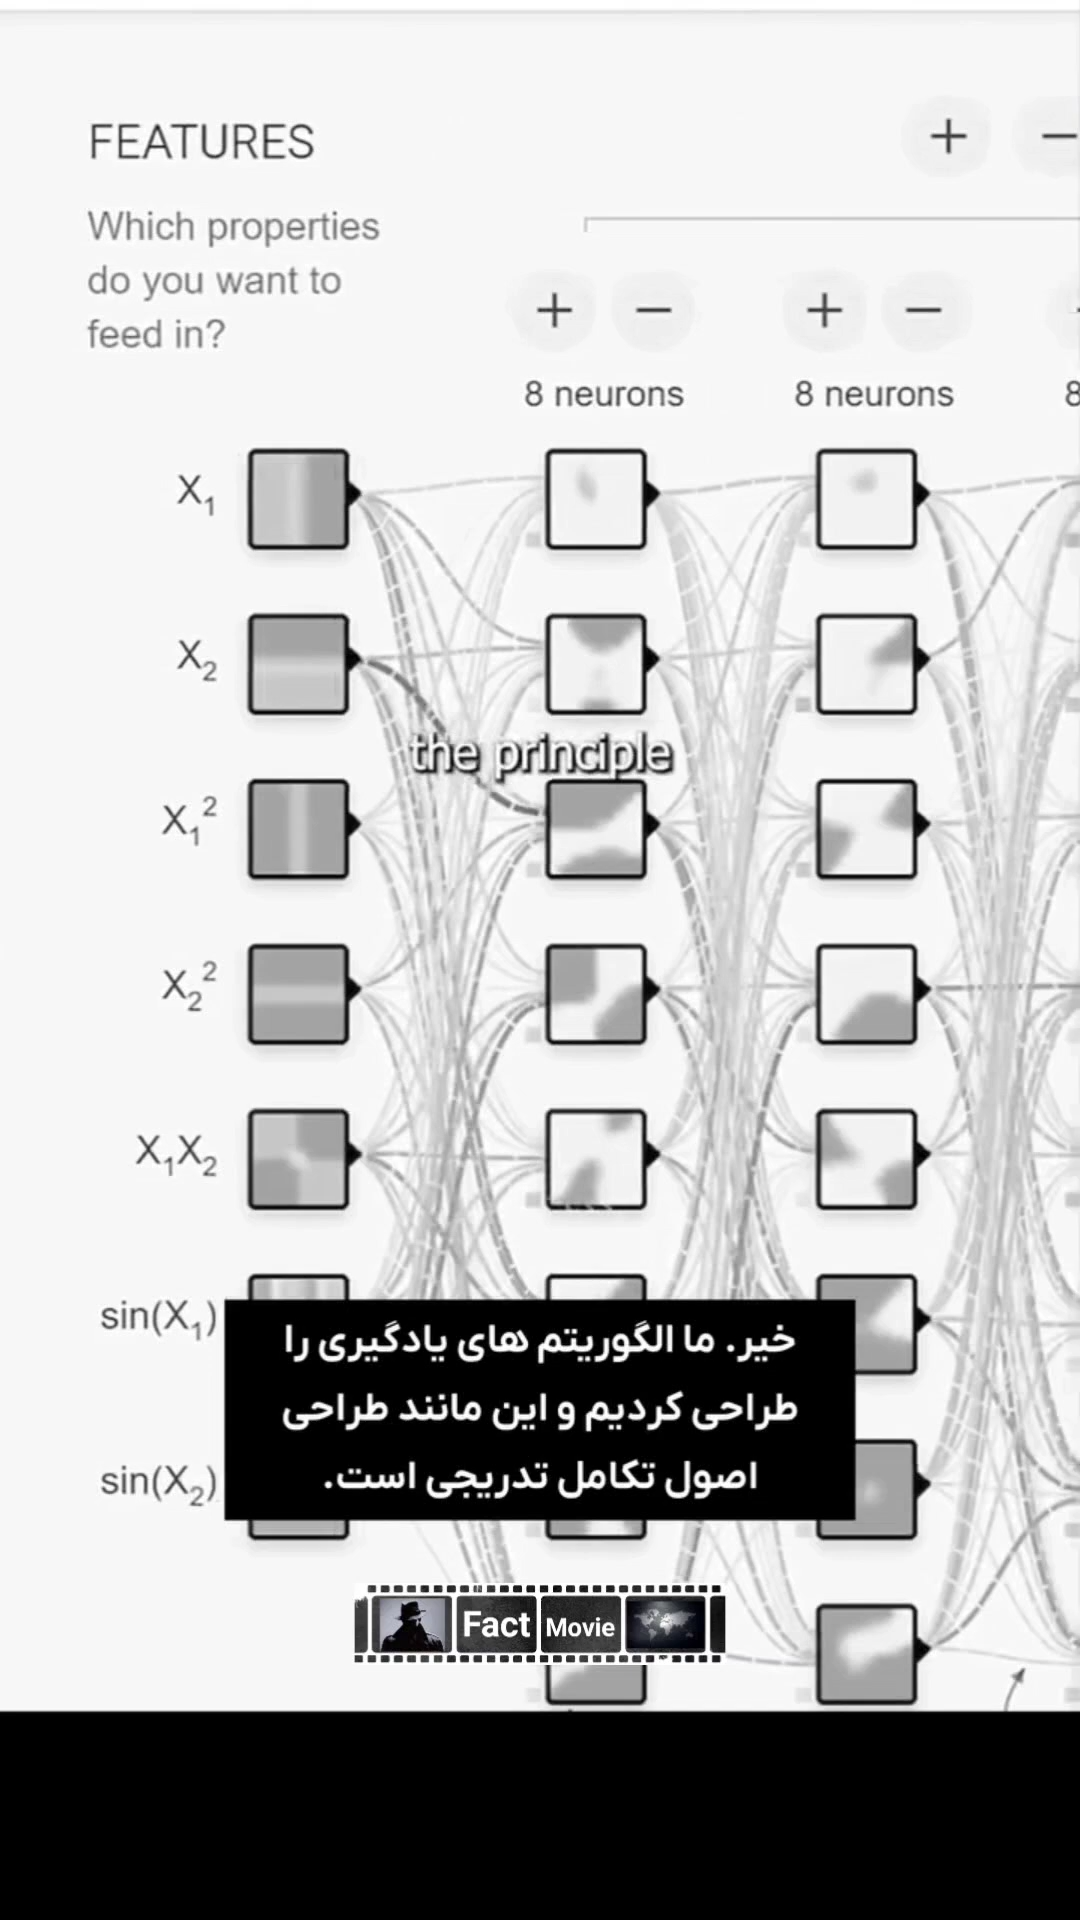 FEATURES
+ −
Which properties
do you want to
feed in?
+ − + −
8 neurons 8 neurons 8
X₁
X₂
the principle
X₁²
X₂²
X₁X₂
sin(X₁)
خیر. ما الگوریتم های یادگیری را
طراحی کردیم و این مانند طراحی
اصول تکامل تدریجی است.
sin(X₂)
Fact Movie